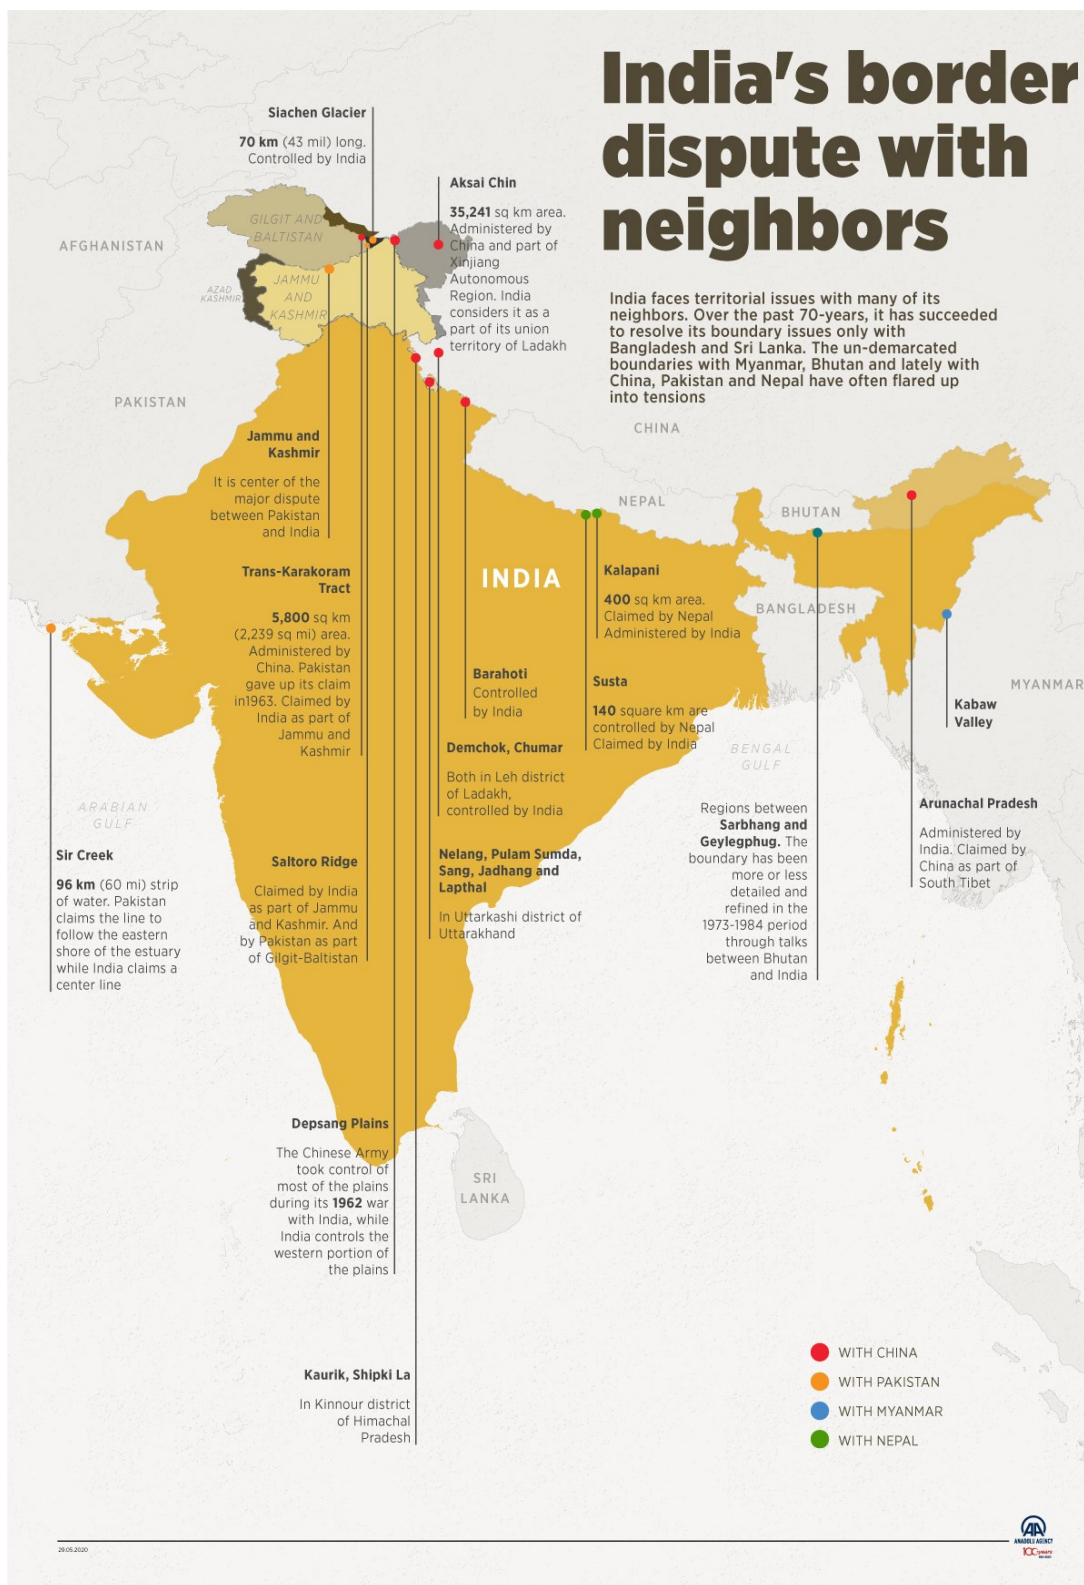 India's border
dispute with
neighbors
India faces territorial issues with many of its
neighbors. Over the past 70-years, it has succeeded
to resolve its boundary issues only with
Bangladesh and Sri Lanka. The un-demarcated
boundaries with Myanmar, Bhutan and lately with
China, Pakistan and Nepal have often flared up
into tensions
Siachen Glacier
70 km (43 mil) long.
Controlled by India
Aksai Chin
35,241 sq km area.
Administered by
China and part of
Xinjiang
Autonomous
Region. India
considers it as a
part of its union
territory of Ladakh
GILGIT AND
BALTISTAN
AFGHANISTAN
AZAD
KASHMIR
JAMMU
AND
KASHMIR
PAKISTAN
CHINA
NEPAL
BHUTAN
BANGLADESH
MYANMAR
INDIA
Jammu and
Kashmir
It is center of the
major dispute
between Pakistan
and India
Trans-Karakoram
Tract
5,800 sq km
(2,239 sq mi) area.
Administered by
China. Pakistan
gave up its claim
in1963. Claimed by
India as part of
Jammu and
Kashmir
Kalapani
400 sq km area.
Claimed by Nepal
Administered by India
Barahoti
Controlled
by India
Susta
140 square km are
controlled by Nepal
Claimed by India
Demchok, Chumar
Both in Leh district
of Ladakh,
controlled by India
BENGAL
GULF
Kabaw
Valley
ARABIAN
GULF
Sir Creek
96 km (60 mi) strip
of water. Pakistan
claims the line to
follow the eastern
shore of the estuary
while India claims a
center line
Saltoro Ridge
Claimed by India
as part of Jammu
and Kashmir. And
by Pakistan as part
of Gilgit-Baltistan
Nelang, Pulam Sumda,
Sang, Jadhang and
Lapthal
In Uttarkashi district of
Uttarakhand
Regions between
Sarbhang and
Geylegphug. The
boundary has been
more or less
detailed and
refined in the
1973-1984 period
through talks
between Bhutan
and India
Arunachal Pradesh
Administered by
India. Claimed by
China as part of
South Tibet
Depsang Plains
The Chinese Army
took control of
most of the plains
during its 1962 war
with India, while
India controls the
western portion of
the plains
SRI
LANKA
Kaurik, Shipki La
In Kinnour district
of Himachal
Pradesh
WITH CHINA
WITH PAKISTAN
WITH MYANMAR
WITH NEPAL
29.05.2020
AA
ANADOLU AGENCY
100 years